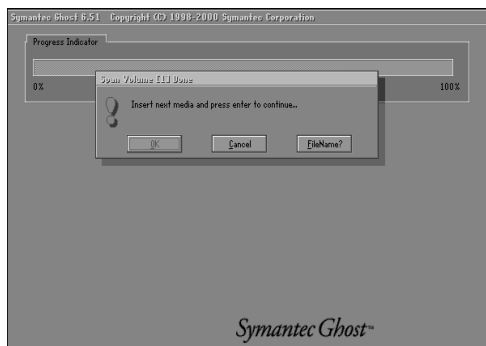 Symantec Ghost 6.51 Copyright (C) 1998-2000 Symantec Corporation
Progress Indicator
0%
100%
Span Volume [1] Done
Insert next media and press enter to continue...
OK
Cancel
FileName?
Symantec Ghost™